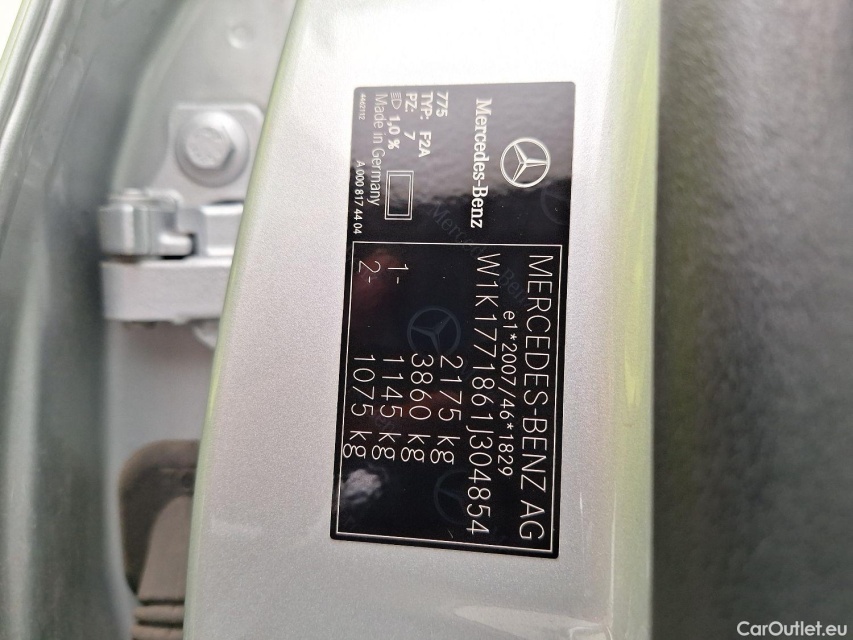 Mercedes-Benz
775
TYP: F2A
PZ: 7
1,0 %
Made in Germany
A 000 817 44 04
MERCEDES-BENZ AG
e1*2007/46*1829
W1K1771861J304854
2175 kg
3860 kg
1- 1145 kg
2- 1075 kg
CarOutlet.eu